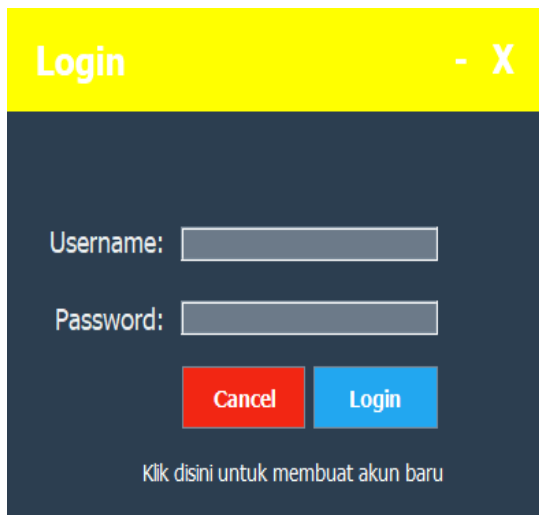 Login - X
Username:
Password:
Cancel Login
Klik disini untuk membuat akun baru